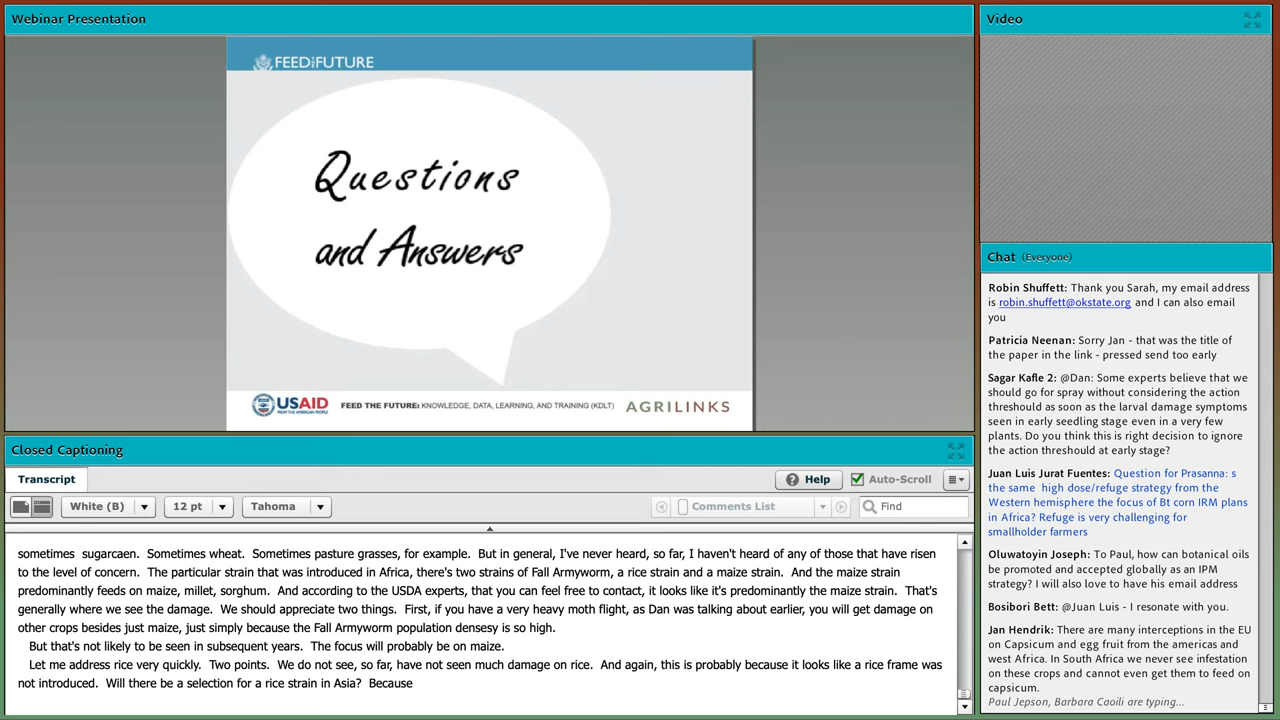 Webinar Presentation
FEED THE FUTURE
Questions
and Answers
USAID
FROM THE AMERICAN PEOPLE
FEED THE FUTURE: KNOWLEDGE, DATA, LEARNING, AND TRAINING (KDLT)
AGRILINKS
Closed Captioning
Transcript
Help
Auto-Scroll
White (B)
12 pt
Tahoma
Comments List
Find
sometimes sugarcaen. Sometimes wheat. Sometimes pasture grasses, for example. But in general, I've never heard, so far, I haven't heard of any of those that have risen
to the level of concern. The particular strain that was introduced in Africa, there's two strains of Fall Armyworm, a rice strain and a maize strain. And the maize strain
predominantly feeds on maize, millet, sorghum. And according to the USDA experts, that you can feel free to contact, it looks like it's predominantly the maize strain. That's
generally where we see the damage. We should appreciate two things. First, if you have a very heavy moth flight, as Dan was talking about earlier, you will get damage on
other crops besides just maize, just simply because the Fall Armyworm population densesy is so high.
But that's not likely to be seen in subsequent years. The focus will probably be on maize.
Let me address rice very quickly. Two points. We do not see, so far, have not seen much damage on rice. And again, this is probably because it looks like a rice frame was
not introduced. Will there be a selection for a rice strain in Asia? Because
Video
Chat (Everyone)
Robin Shuffett: Thank you Sarah, my email address
is robin.shuffett@okstate.org and I can also email
you
Patricia Neenan: Sorry Jan - that was the title of
the paper in the link - pressed send too early
Sagar Kafle 2: @Dan: Some experts believe that we
should go for spray without considering the action
threshould as soon as the larval damage symptoms
seen in early seedling stage even in a very few
plants. Do you think this is right decision to ignore
the action threshould at early stage?
Juan Luis Jurat Fuentes: Question for Prasanna: s
the same high dose/refuge strategy from the
Western hemisphere the focus of Bt corn IRM plans
in Africa? Refuge is very challenging for
smallholder farmers
Oluwatoyin Joseph: To Paul, how can botanical oils
be promoted and accepted globally as an IPM
strategy? I will also love to have his email address
Bosibori Bett: @Juan Luis - I resonate with you.
Jan Hendrik: There are many interceptions in the EU
on Capsicum and egg fruit from the americas and
west Africa. In South Africa we never see infestation
on these crops and cannot even get them to feed on
capsicum.
Paul Jepson, Barbara Caoili are typing...